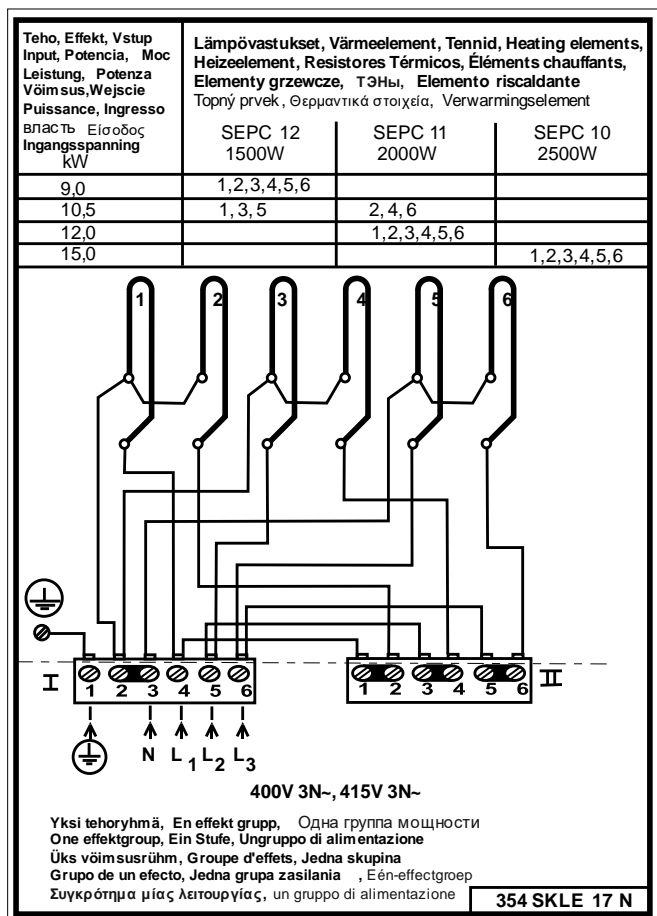 Teho, Effekt, Vstup
Input, Potencia, Moc
Leistung, Potenza
Vöimsus,Wejscie
Puissance, Ingresso
власть Είσοδος
Ingangsspanning
kW
Lämpövastukset, Värmeelement, Tennid, Heating elements,
Heizeelement, Resistores Térmicos, Éléments chauffants,
Elementy grzewcze, ТЭНы, Elemento riscaldante
Topný prvek, Θερμαντικά στοιχεία, Verwarmingselement
SEPC 12 SEPC 11 SEPC 10
1500W 2000W 2500W
9,0 1,2,3,4,5,6
10,5 1, 3, 5 2, 4, 6
12,0 1,2,3,4,5,6
15,0 1,2,3,4,5,6
1 2 3 4 5 6
I 1 2 3 4 5 6 1 2 3 4 5 6 II
N L1 L2 L3
400V 3N~, 415V 3N~
Yksi tehoryhmä, En effekt grupp, Одна группа мощности
One effektgroup, Ein Stufe, Ungruppo di alimentazione
Üks vöimsusrühm, Groupe d'effets, Jedna skupina
Grupo de un efecto, Jedna grupa zasilania , Eén-effectgroep
Συγκρότημα μίας λειτουργίας, un gruppo di alimentazione
354 SKLE 17 N